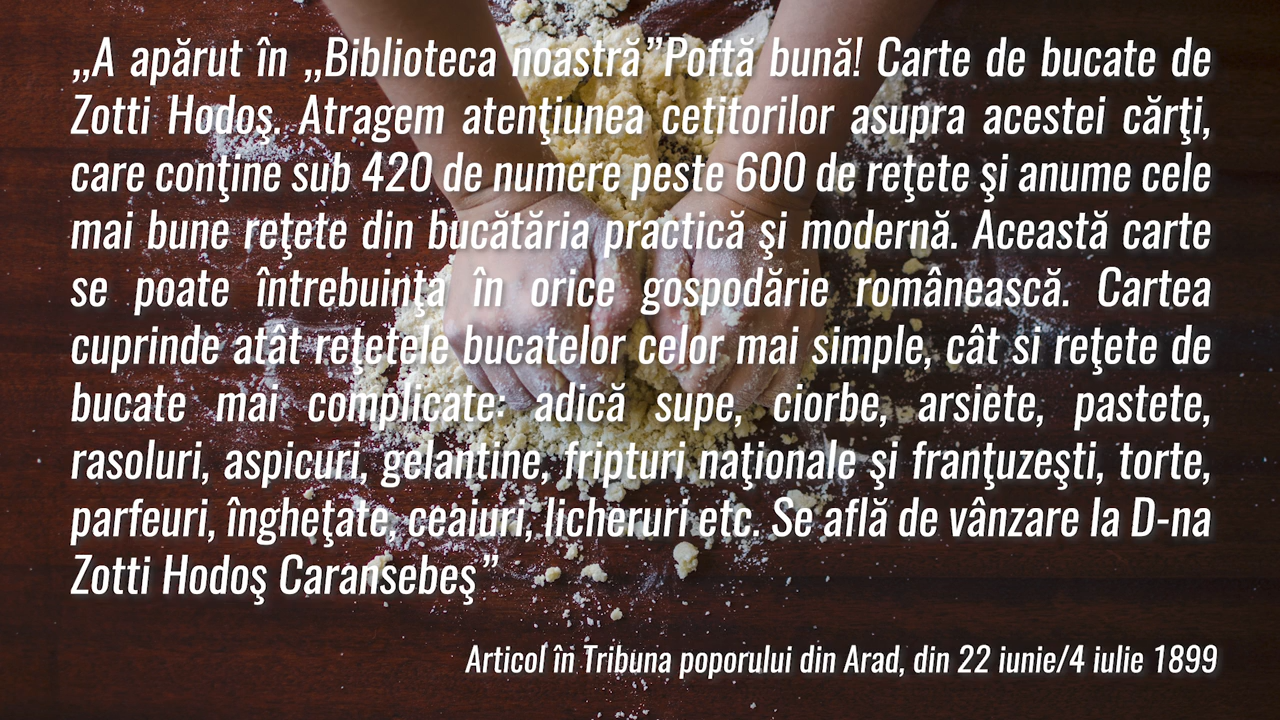 „A apărut în „Biblioteca noastră”Poftă bună! Carte de bucate de
Zotti Hodoş. Atragem atenţiunea cetitorilor asupra acestei cărţi,
care conţine sub 420 de numere peste 600 de reţete şi anume cele
mai bune reţete din bucătăria practică şi modernă. Această carte
se poate întrebuinţa în orice gospodărie românească. Cartea
cuprinde atât reţetele bucatelor celor mai simple, cât si reţete de
bucate mai complicate: adică supe, ciorbe, arsiete, pastete,
rasoluri, aspicuri, gelantine, fripturi naţionale şi franţuzeşti, torte,
parfeuri, îngheţate, ceaiuri, licheruri etc. Se află de vânzare la D-na
Zotti Hodoş Caransebeş”
Articol în Tribuna poporului din Arad, din 22 iunie/4 iulie 1899